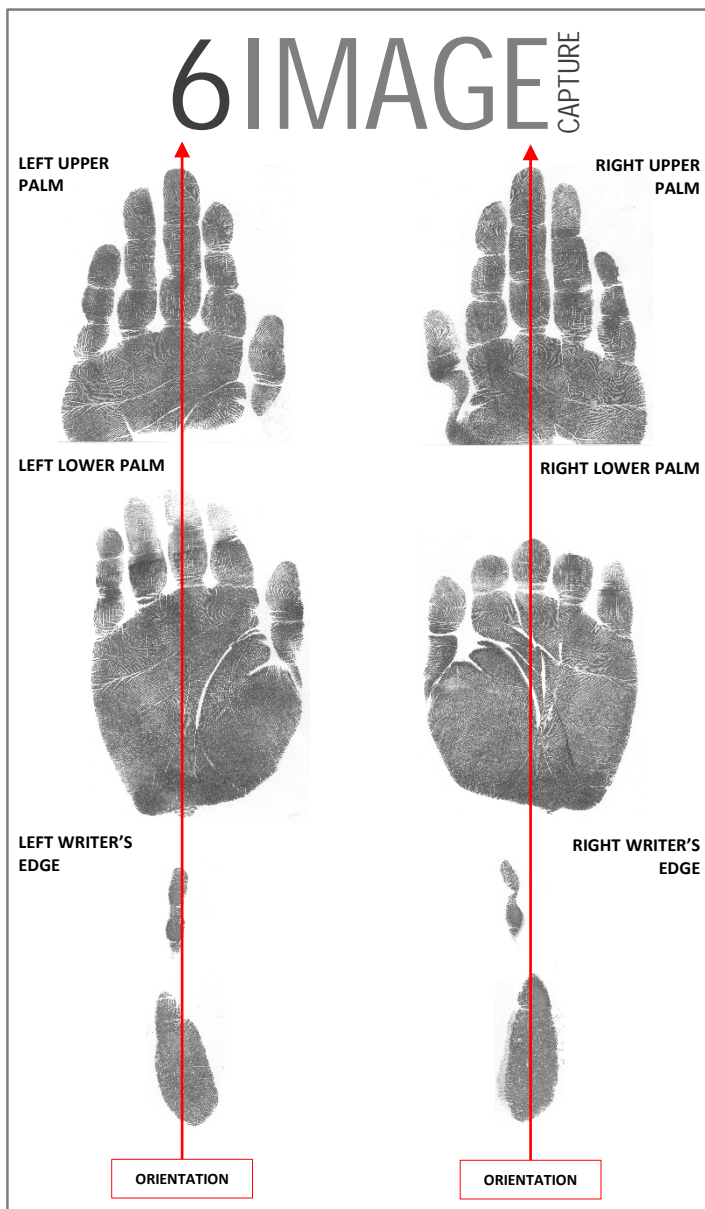 6IMAGE CAPTURE
LEFT UPPER
PALM
RIGHT UPPER
PALM
LEFT LOWER PALM
RIGHT LOWER PALM
LEFT WRITER'S
EDGE
RIGHT WRITER'S
EDGE
ORIENTATION
ORIENTATION